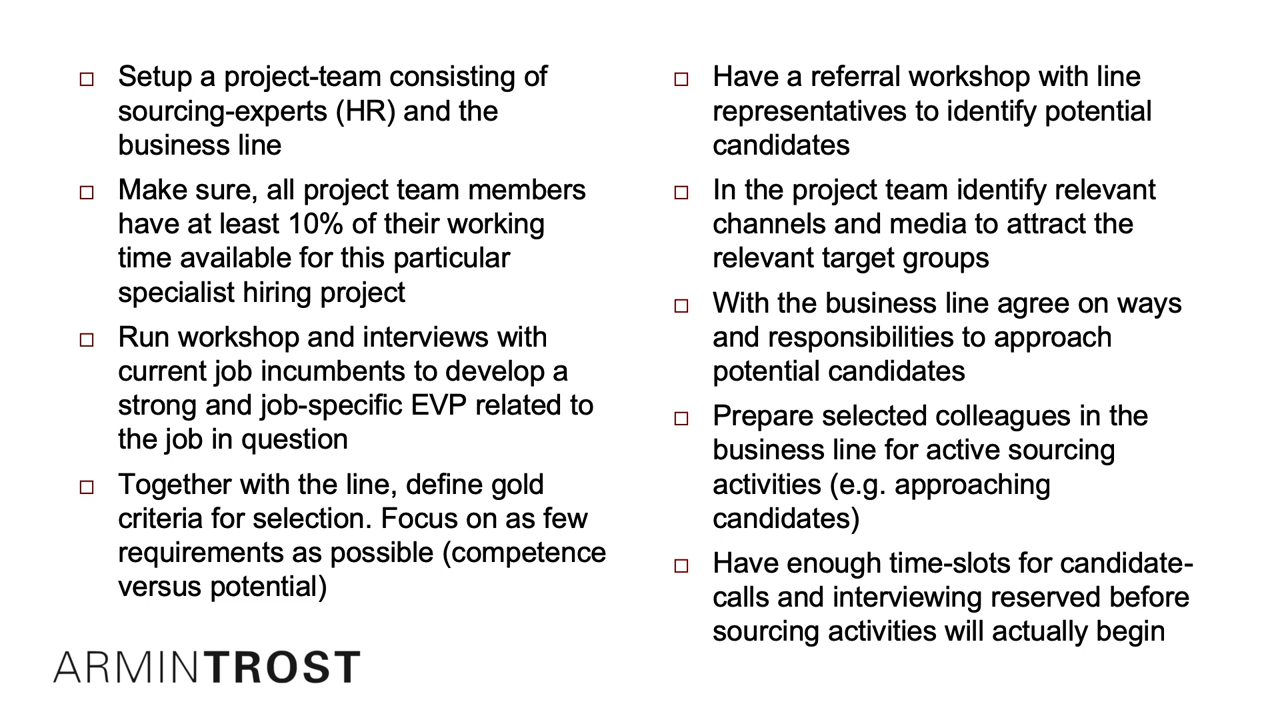 Setup a project-team consisting of
sourcing-experts (HR) and the
business line
Make sure, all project team members
have at least 10% of their working
time available for this particular
specialist hiring project
Run workshop and interviews with
current job incumbents to develop a
strong and job-specific EVP related to
the job in question
Together with the line, define gold
criteria for selection. Focus on as few
requirements as possible (competence
versus potential)
Have a referral workshop with line
representatives to identify potential
candidates
In the project team identify relevant
channels and media to attract the
relevant target groups
With the business line agree on ways
and responsibilities to approach
potential candidates
Prepare selected colleagues in the
business line for active sourcing
activities (e.g. approaching
candidates)
Have enough time-slots for candidate-
calls and interviewing reserved before
sourcing activities will actually begin
ARMINTROST